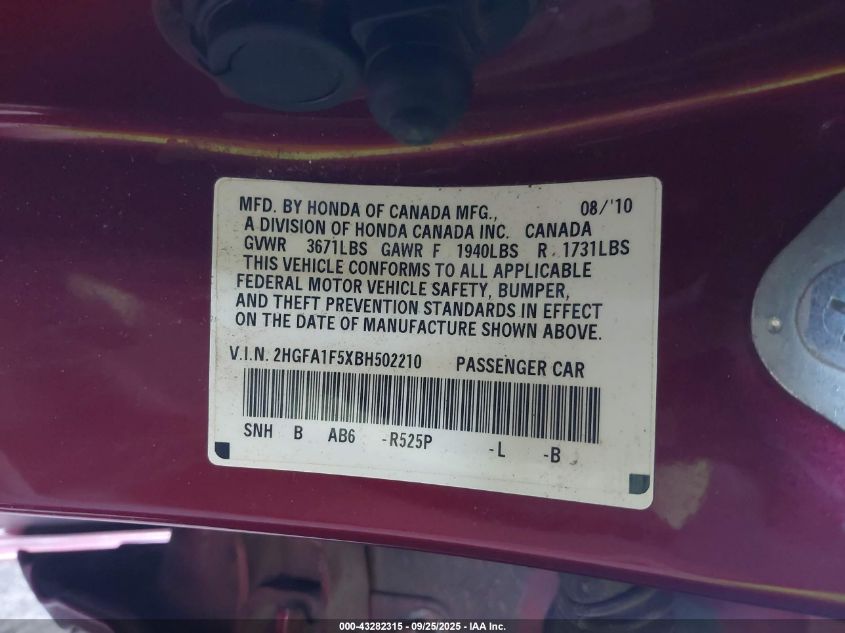 MFD. BY HONDA OF CANADA MFG., 08/'10
A DIVISION OF HONDA CANADA INC. CANADA
GVWR 3671LBS GAWR F 1940LBS R 1731LBS
THIS VEHICLE CONFORMS TO ALL APPLICABLE
FEDERAL MOTOR VEHICLE SAFETY, BUMPER,
AND THEFT PREVENTION STANDARDS IN EFFECT
ON THE DATE OF MANUFACTURE SHOWN ABOVE.
V.I.N. 2HGFA1F5XBH502210 PASSENGER CAR
SNH B AB6 -R525P -L -B
000-43282315 - 09/25/2025 - IAA Inc.